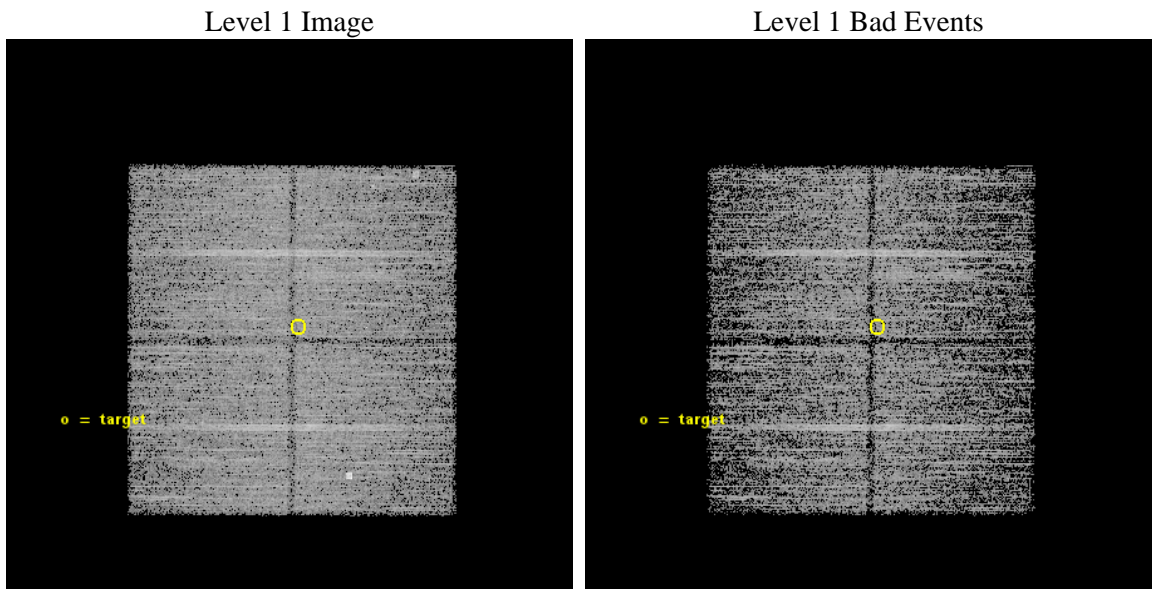 Level 1 Image
Level 1 Bad Events
o = target
o = target